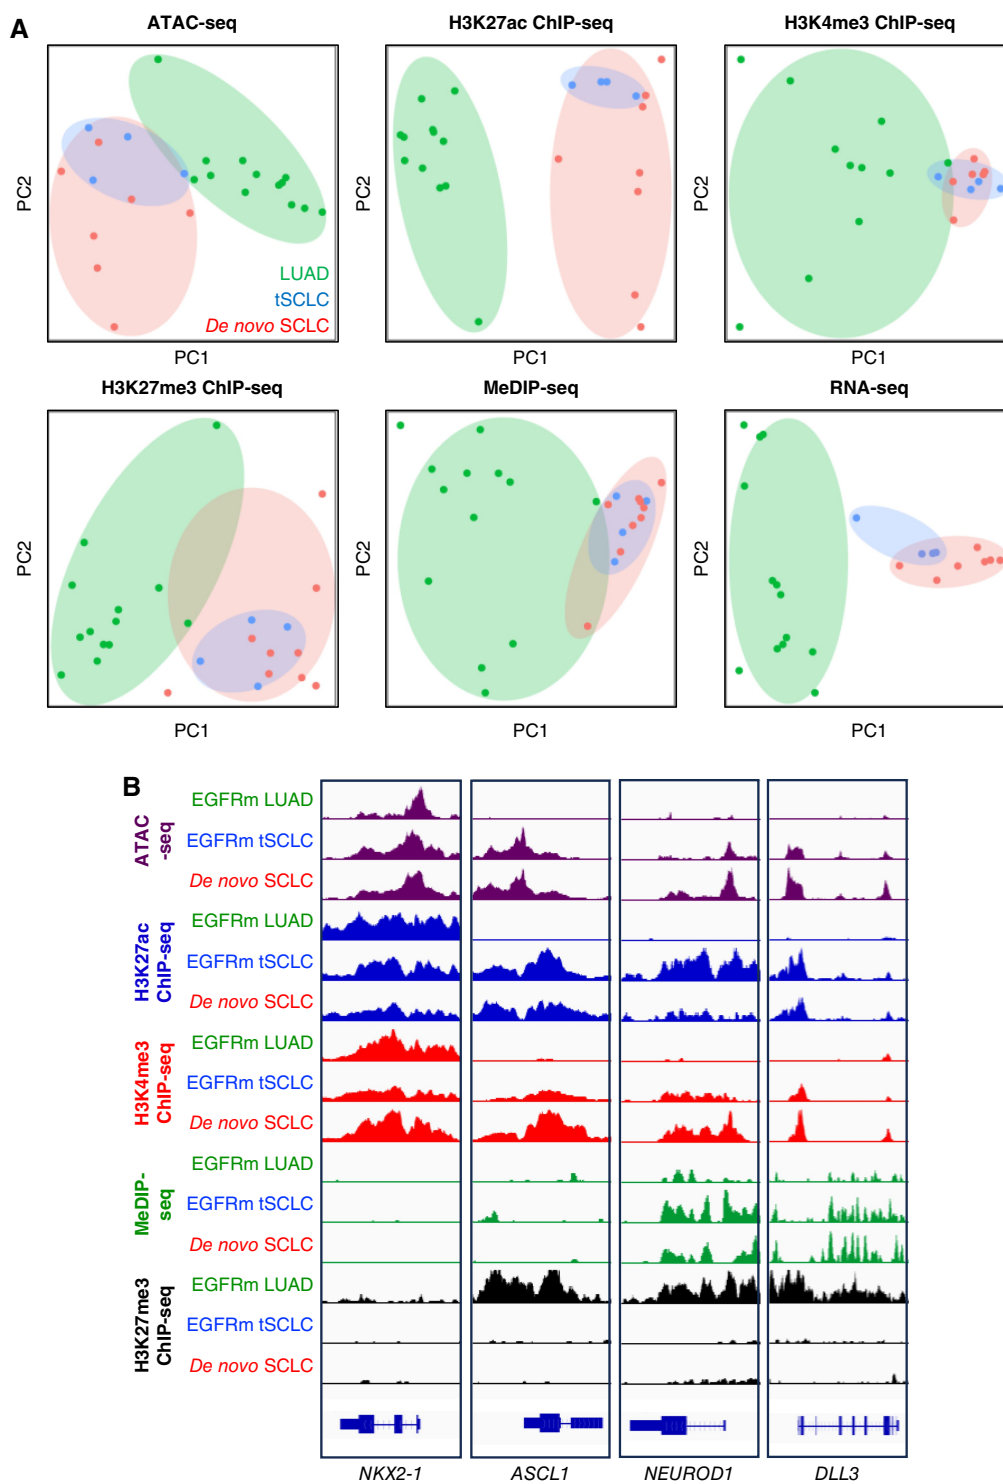 A
ATAC-seq
H3K27ac ChIP-seq
H3K4me3 ChIP-seq
PC2
PC2
PC2
LUAD
tSCLC
De novo SCLC
PC1
PC1
PC1
H3K27me3 ChIP-seq
MeDIP-seq
RNA-seq
PC2
PC2
PC2
PC1
PC1
PC1
B
ATAC
-seq
EGFRm LUAD
EGFRm tSCLC
De novo SCLC
H3K27ac
ChIP-seq)
EGFRm LUAD
EGFRm tSCLC
De novo SCLC
H3K4me3
ChIP-seq)
EGFRm LUAD
EGFRm tSCLC
De novo SCLC
MeDIP-
seq
EGFRm LUAD
EGFRm tSCLC
De novo SCLC
H3K27me3
ChIP-seq)
EGFRm LUAD
EGFRm tSCLC
De novo SCLC
NKX2-1
ASCL1
NEUROD1
DLL3